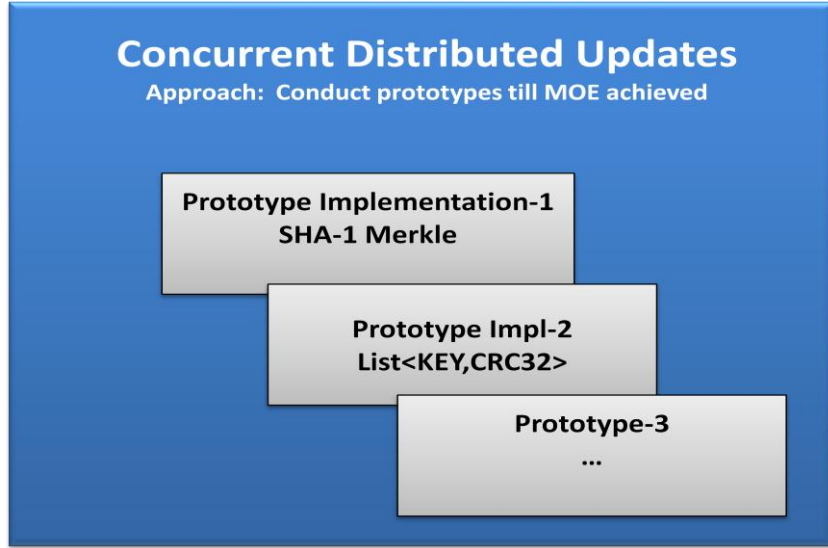 Concurrent Distributed Updates
Approach:  Conduct prototypes till MOE achieved
Prototype Implementation-1
SHA-1 Merkle
Prototype Impl-2
List<KEY,CRC32>
Prototype-3
...